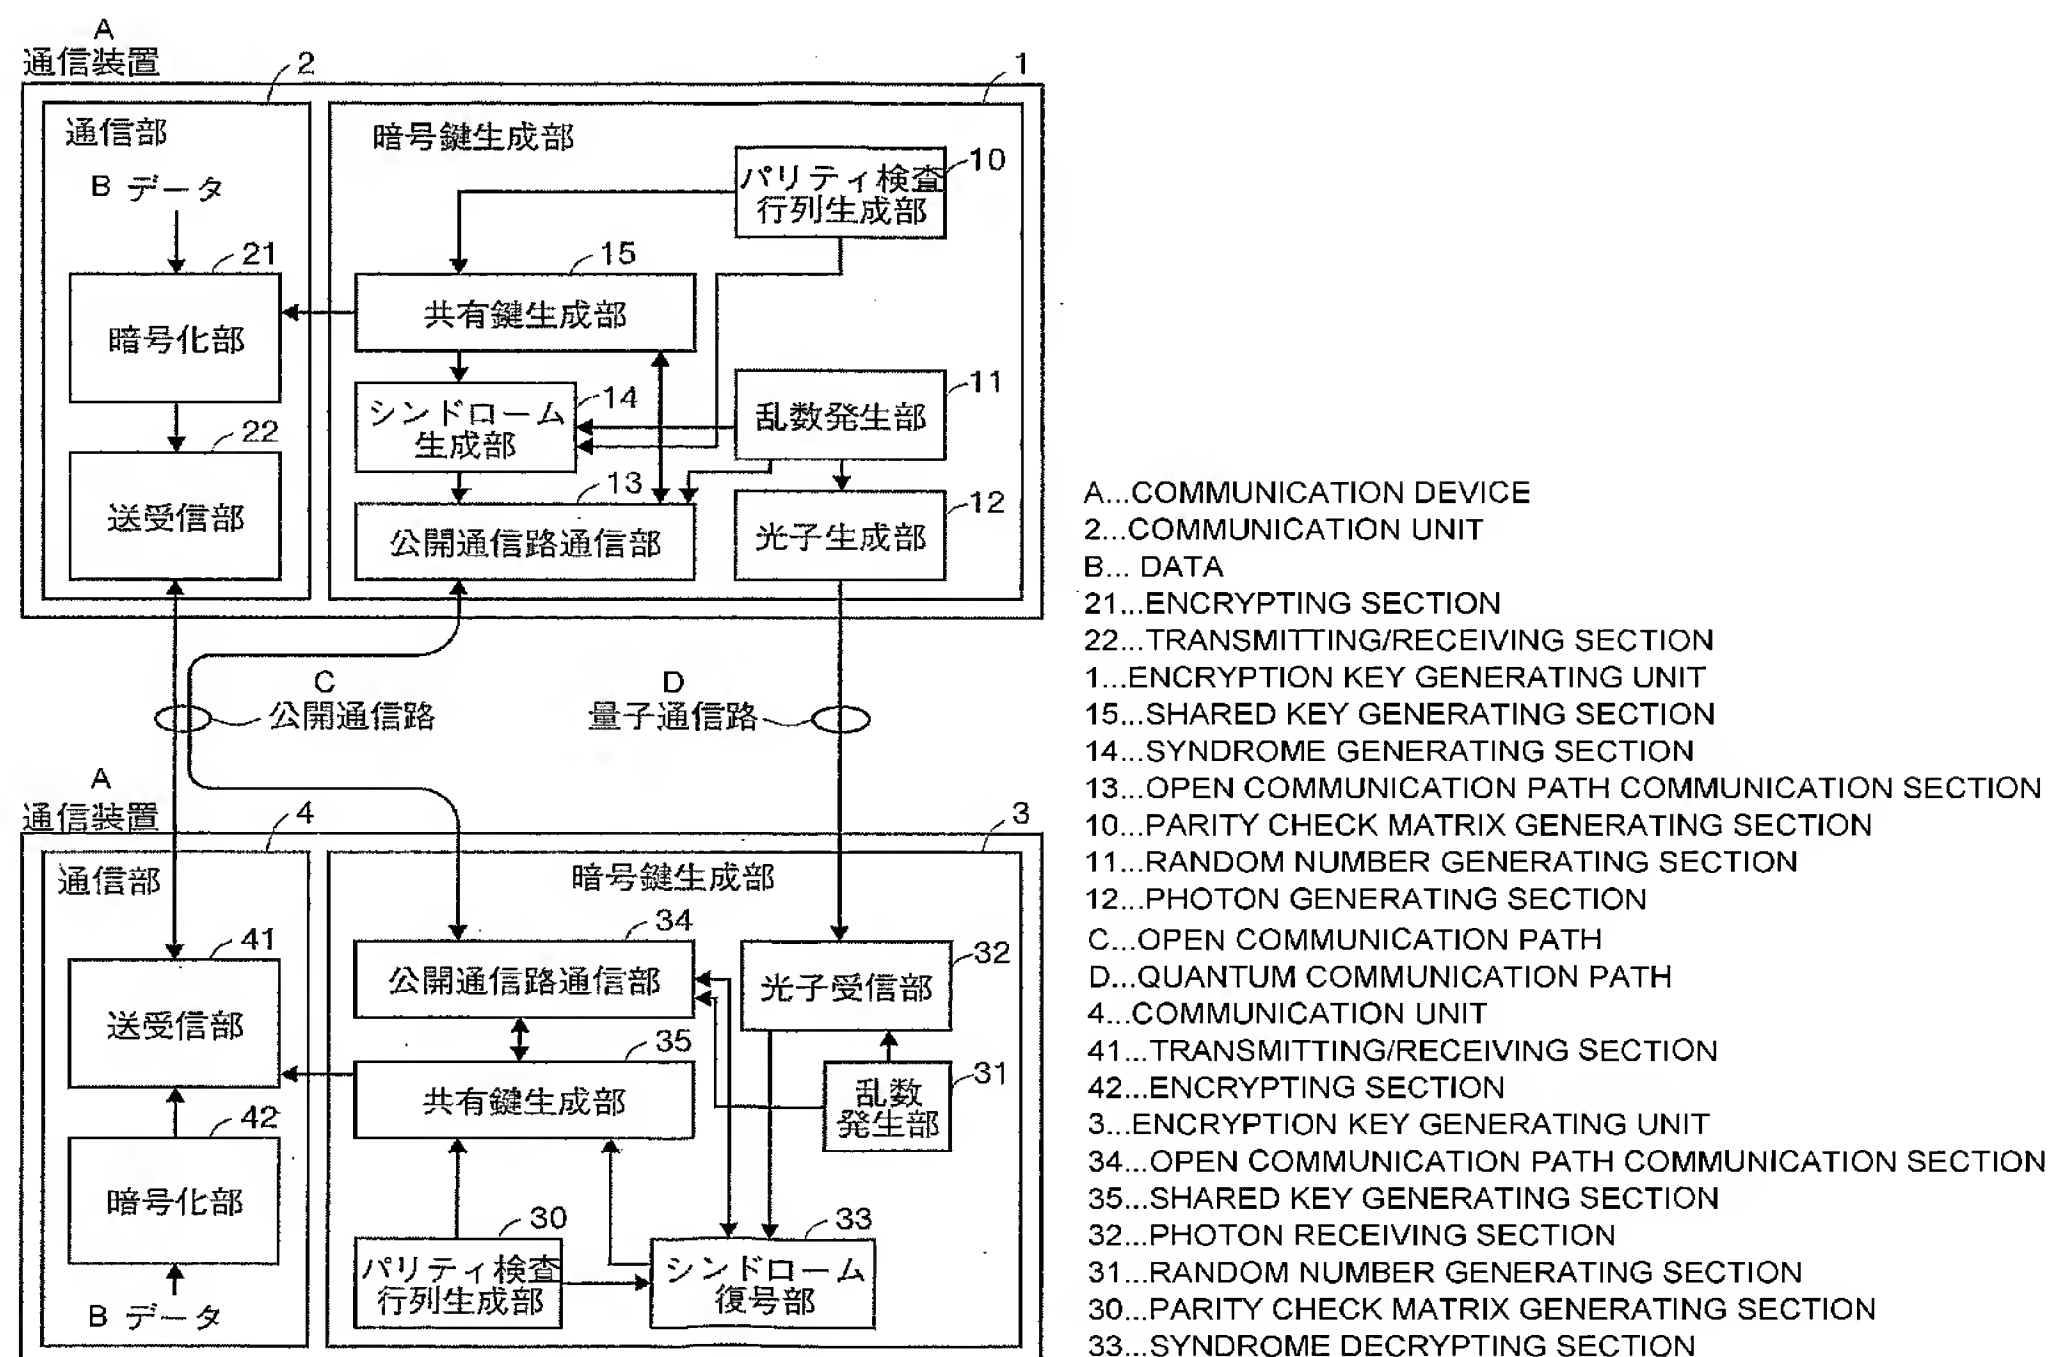 A
通信装置
2
1
通信部
暗号鍵生成部
B データ
10
パリティ検査
行列生成部
21
15
暗号化部
共有鍵生成部
14
シンドローム
生成部
11
乱数発生部
22
13
12
送受信部
公開通信路通信部
光子生成部
C
公開通信路
D
量子通信路
A
通信装置
4
3
通信部
暗号鍵生成部
41
34
32
送受信部
公開通信路通信部
光子受信部
35
31
共有鍵生成部
乱数
発生部
42
30
33
暗号化部
パリティ検査
行列生成部
シンドローム
復号部
B データ
A...COMMUNICATION DEVICE
2...COMMUNICATION UNIT
B... DATA
21...ENCRYPTING SECTION
22...TRANSMITTING/RECEIVING SECTION
1...ENCRYPTION KEY GENERATING UNIT
15...SHARED KEY GENERATING SECTION
14...SYNDROME GENERATING SECTION
13...OPEN COMMUNICATION PATH COMMUNICATION SECTION
10...PARITY CHECK MATRIX GENERATING SECTION
11...RANDOM NUMBER GENERATING SECTION
12...PHOTON GENERATING SECTION
C...OPEN COMMUNICATION PATH
D...QUANTUM COMMUNICATION PATH
4...COMMUNICATION UNIT
41...TRANSMITTING/RECEIVING SECTION
42...ENCRYPTING SECTION
3...ENCRYPTION KEY GENERATING UNIT
34...OPEN COMMUNICATION PATH COMMUNICATION SECTION
35...SHARED KEY GENERATING SECTION
32...PHOTON RECEIVING SECTION
31...RANDOM NUMBER GENERATING SECTION
30...PARITY CHECK MATRIX GENERATING SECTION
33...SYNDROME DECRYPTING SECTION